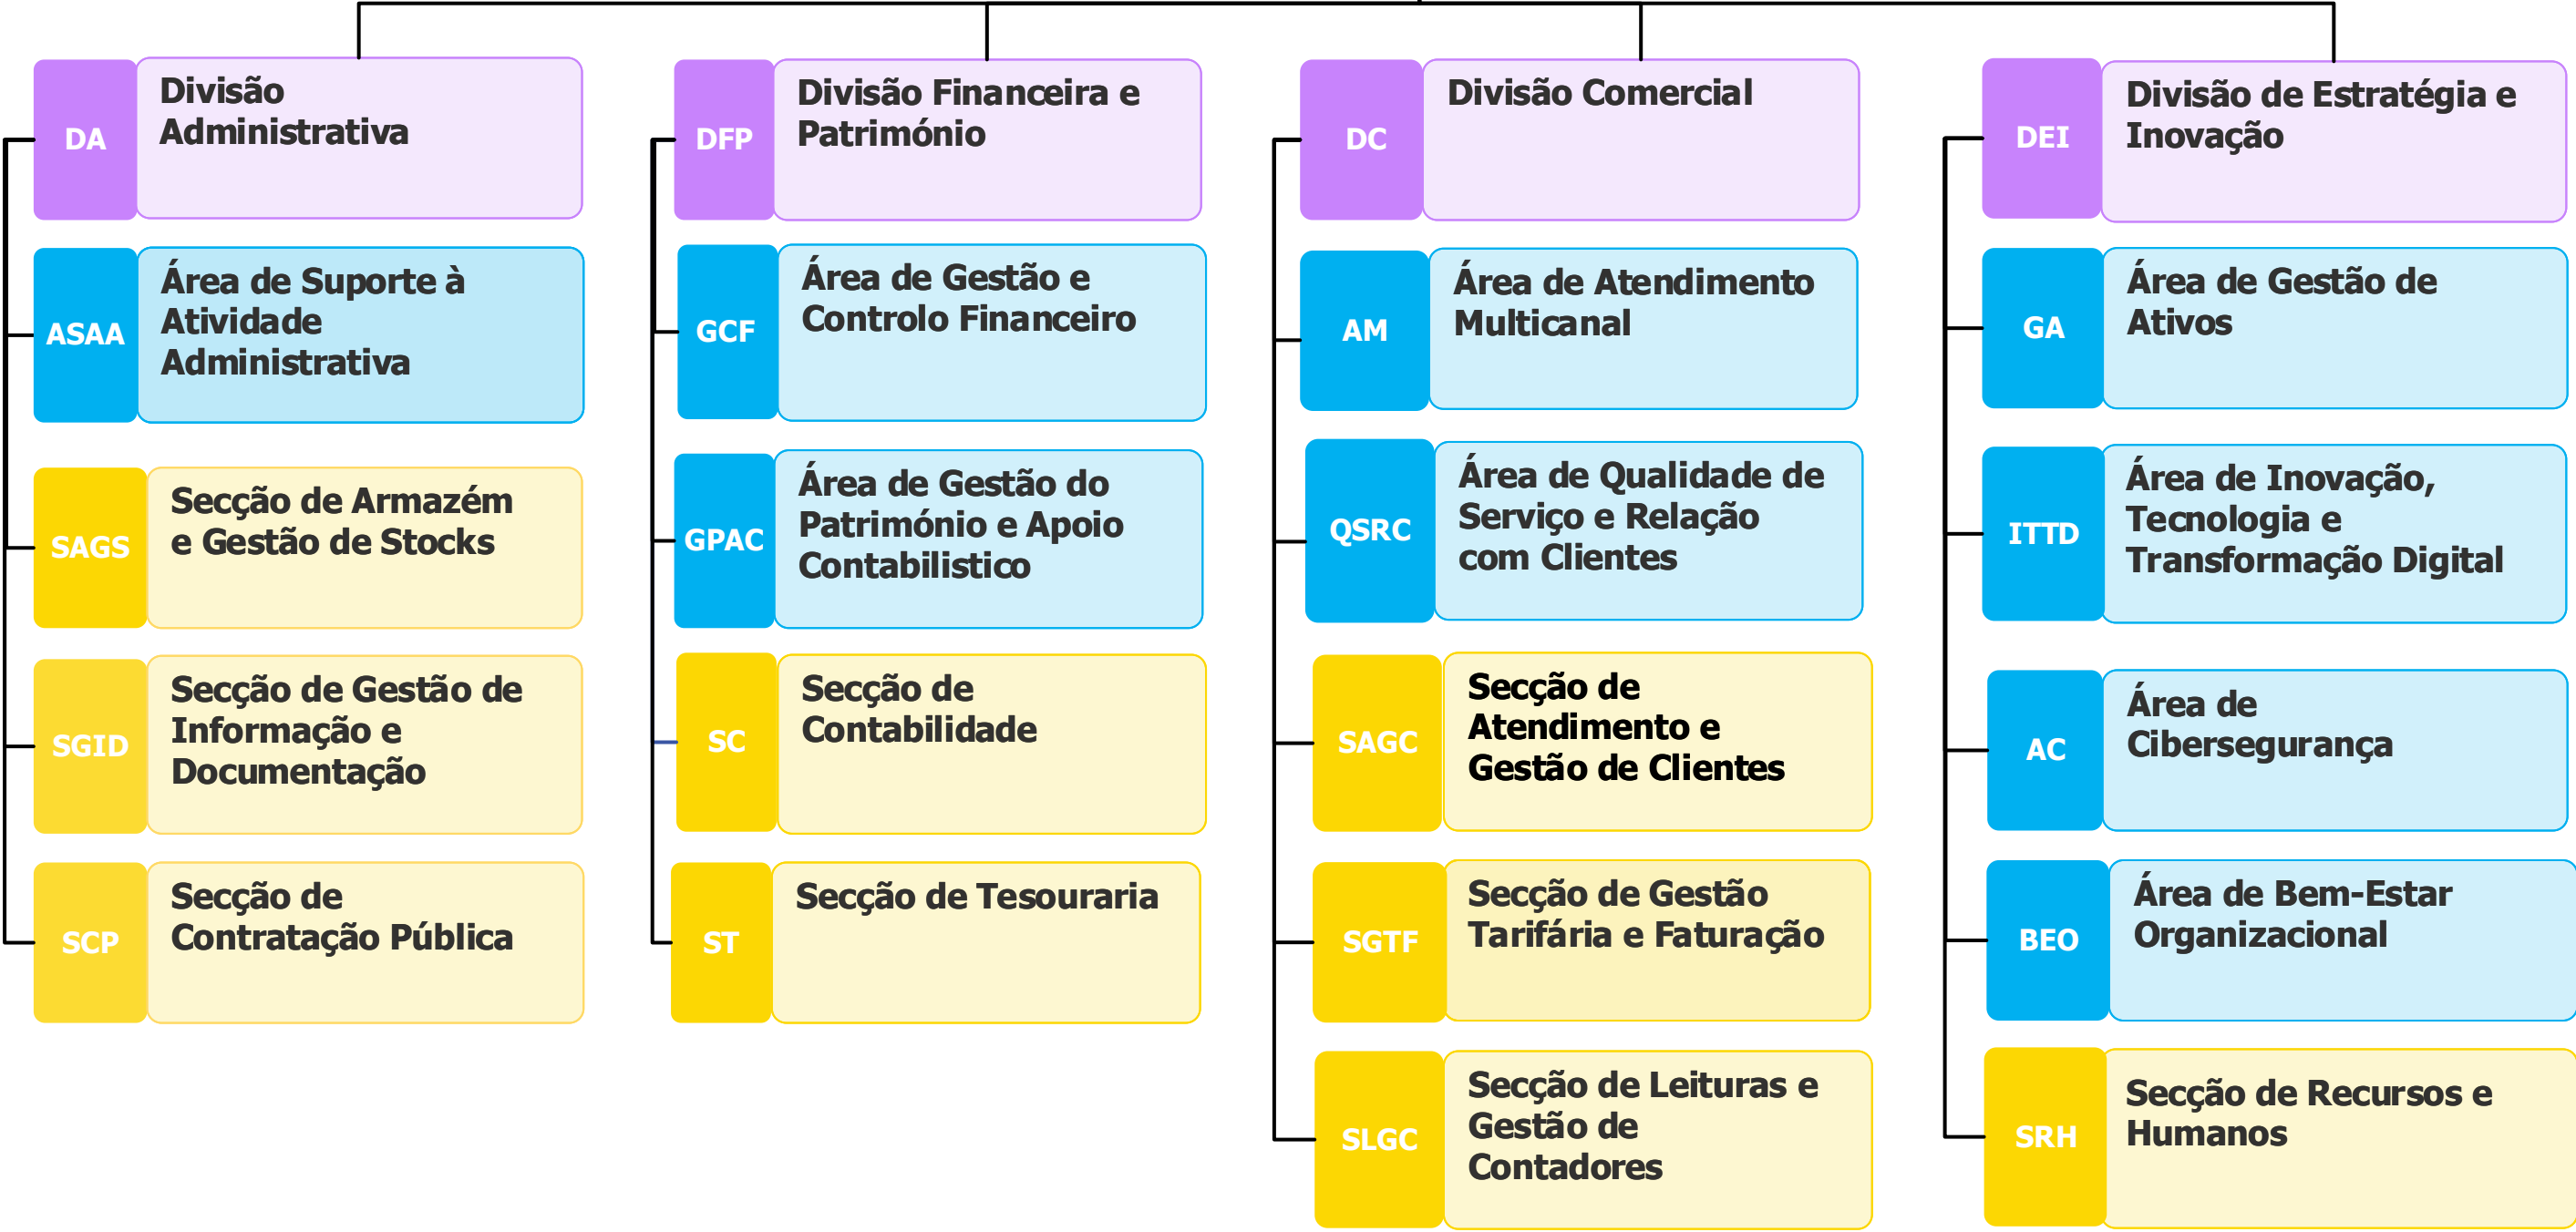 DA
Divisão
Administrativa
ASAA
Área de Suporte à
Atividade
Administrativa
SAGS
Secção de Armazém
e Gestão de Stocks
SGID
Secção de Gestão de
Informação e
Documentação
SCP
Secção de
Contratação Pública
DFP
Divisão Financeira e
Património
GCF
Área de Gestão e
Controlo Financeiro
GPAC
Área de Gestão do
Património e Apoio
Contabilistico
SC
Secção de
Contabilidade
ST
Secção de Tesouraria
DC
Divisão Comercial
AM
Área de Atendimento
Multicanal
QSRC
Área de Qualidade de
Serviço e Relação
com Clientes
SAGC
Secção de
Atendimento e
Gestão de Clientes
SGTF
Secção de Gestão
Tarifária e Faturação
SLGC
Secção de Leituras e
Gestão de
Contadores
DEI
Divisão de Estratégia e
Inovação
GA
Área de Gestão de
Ativos
ITTD
Área de Inovação,
Tecnologia e
Transformação Digital
AC
Área de
Cibersegurança
BEO
Área de Bem-Estar
Organizacional
SRH
Secção de Recursos e
Humanos